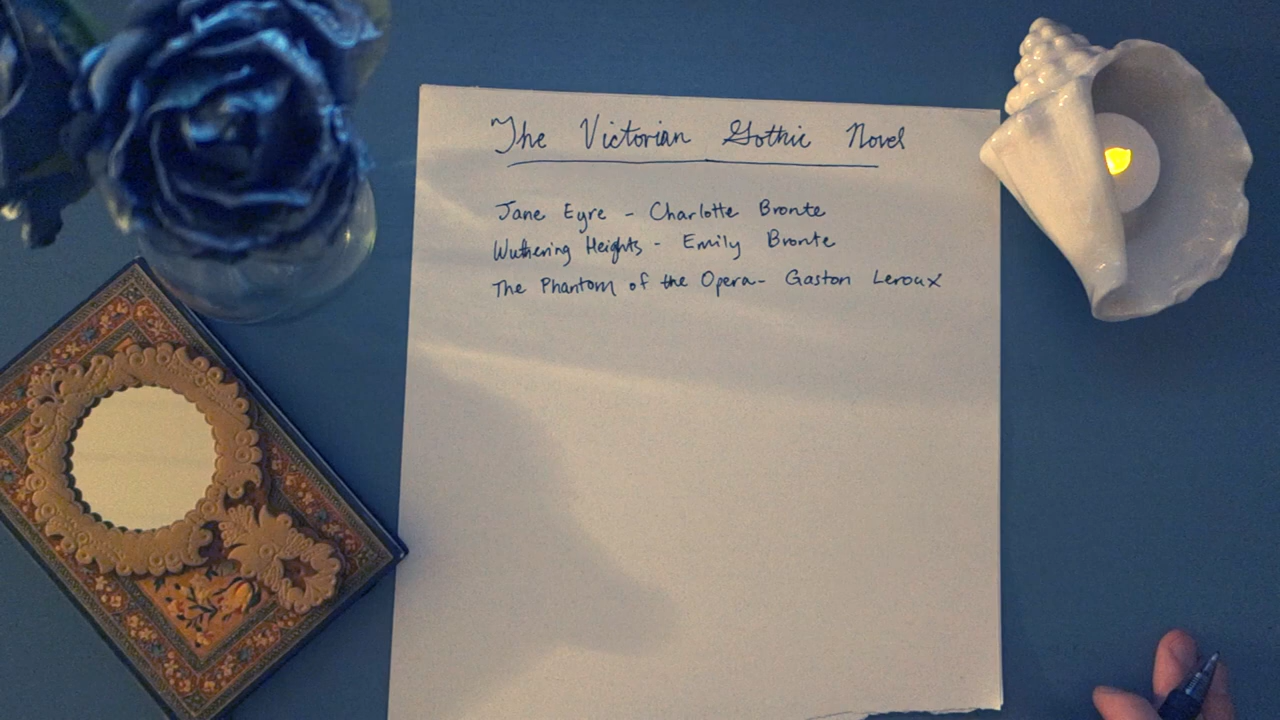 The Victorian Gothic Novel
Jane Eyre - Charlotte Bronte
Wuthering Heights - Emily Bronte
The Phantom of the Opera- Gaston Leroux